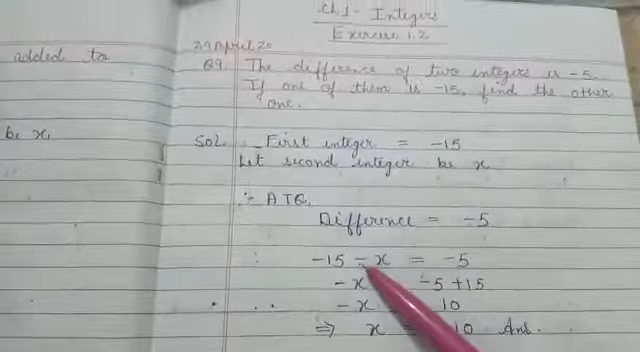 Ch 1 - Integers
Exercise 1.2
added to
29 April, 20
Q9. The difference of two integers is -5.
If one of them is -15, find the other
one.
be x,
Sol. First integer = -15
Let second integer be x
∴ ATQ,
Difference = -5
-15 - x = -5
-x -5 + 15
-x 10
⇒ x 10 Ans.